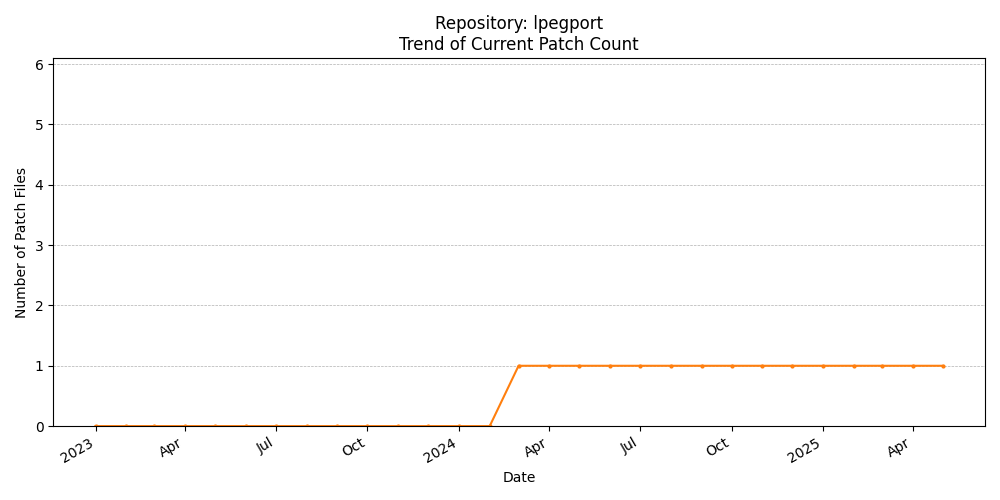 Repository: lpegport
Trend of Current Patch Count
6
5
4
3
2
1
0
Number of Patch Files
2023
Apr
Jul
Oct
2024
Apr
Jul
Oct
2025
Apr
Date